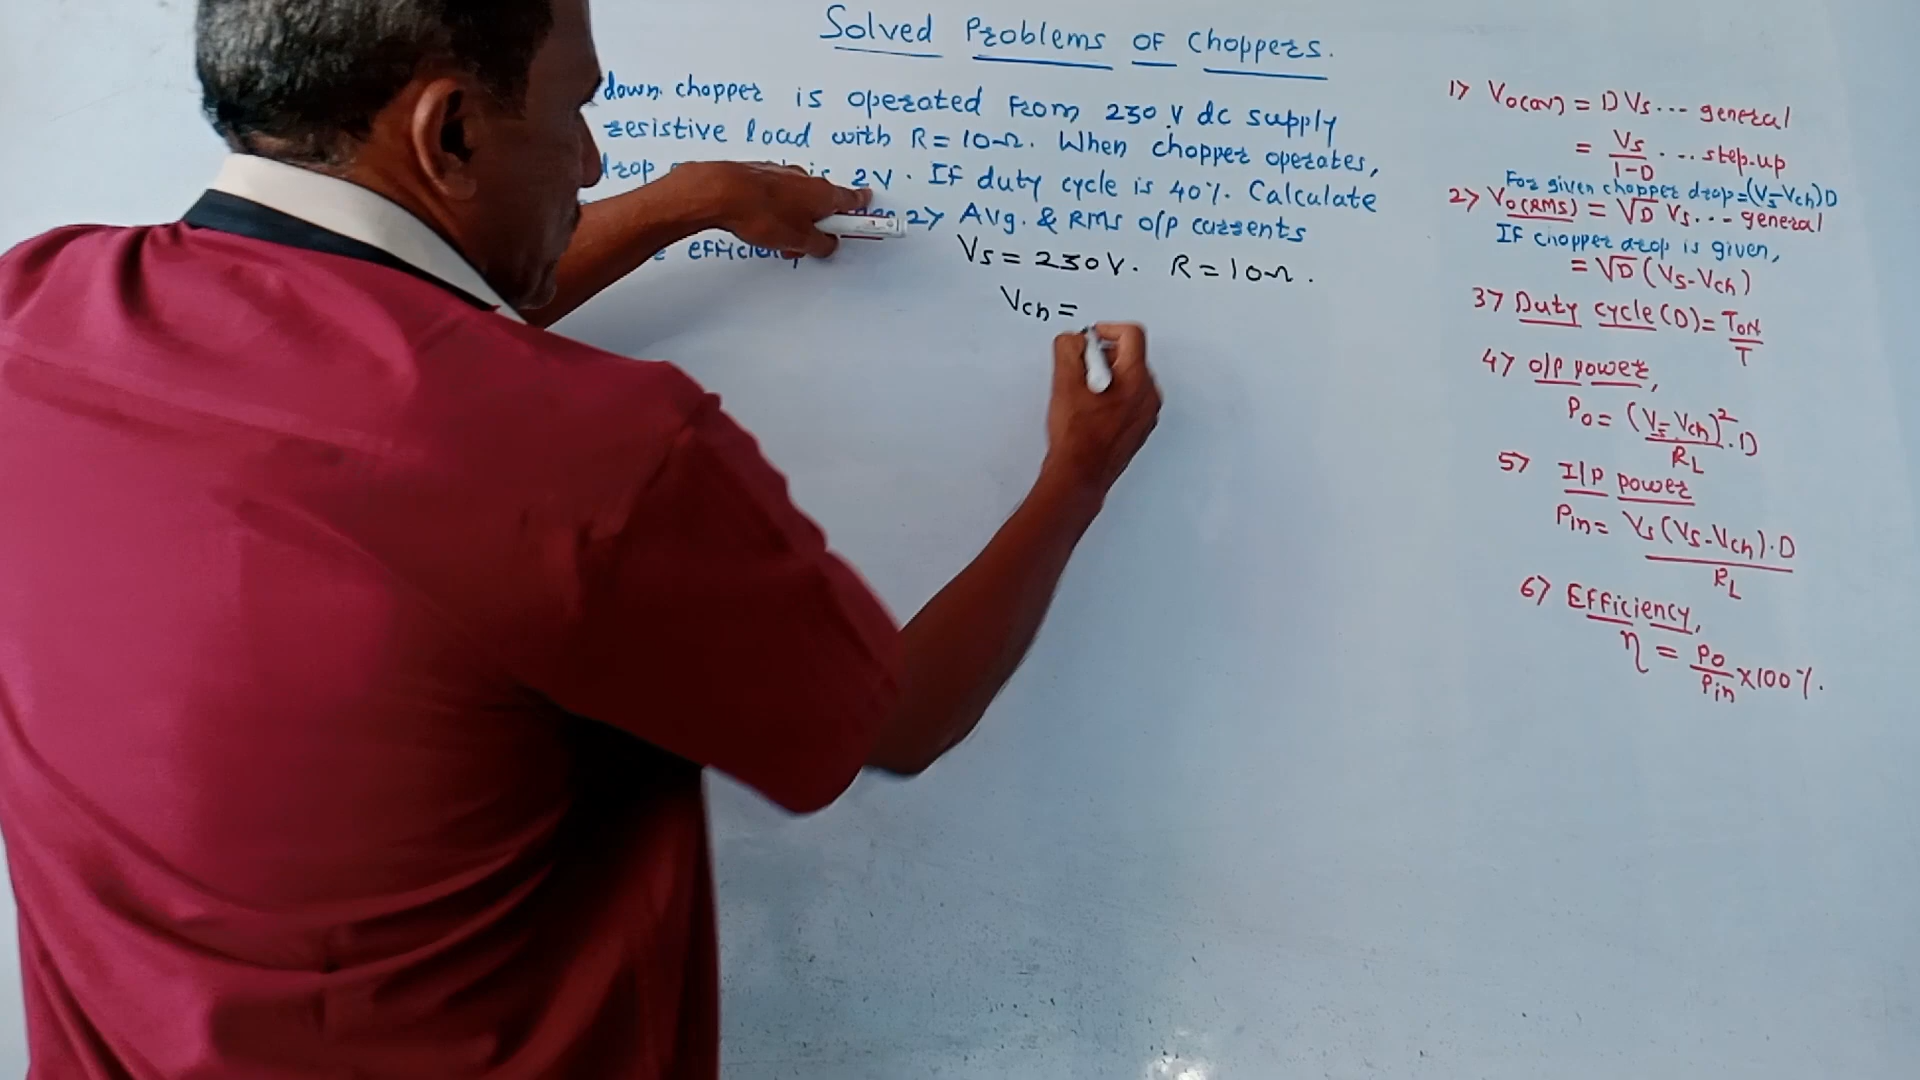 Solved Problems OF Choppers.
down chopper is operated From 230 V dc supply
resistive load with R = 10Ω. When chopper operates,
drop is 2V. IF duty cycle is 40%. Calculate
2> Avg. & RMS o/p currents
efficiency
Vs = 230V. R = 10Ω.
Vch =
1> Vo(av) = DVs ... general
= Vs/1-D ... step-up
For given chopper drop = (Vs-Vch)D
2> Vo(RMS) = √D Vs ... general
IF chopper drop is given,
= √D (Vs-Vch)
3> Duty cycle (D) = TON/T
4> o/p power,
Po = (Vs-Vch)²/RL . D
5> I/P power
Pin = Vs(Vs-Vch).D/RL
6> Efficiency,
η = Po/Pin × 100%.